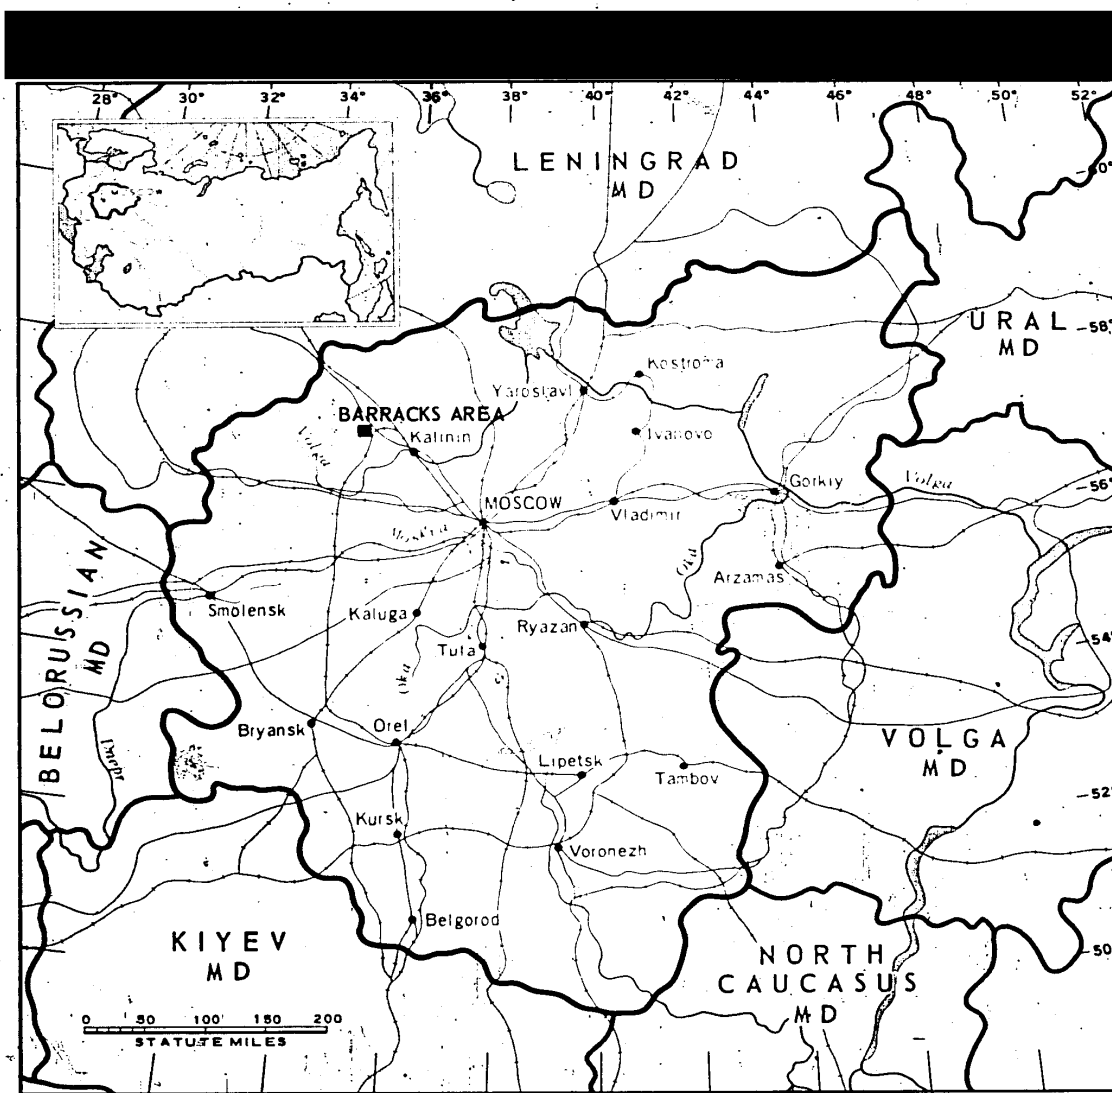 28° 30° 32° 34° 36° 38° 40° 42° 44° 46° 48° 50° 52°
LENINGRAD
MD
URAL
MD
58°
Kostroma
Yaroslavl
BARRACKS AREA
Kalinin
Ivanovo
Volga
Gorkiy
Volga
56°
MOSCOW
Vladimir
Moskva
Oka
Arzamas
BELORUSSIAN
MD
Smolensk
Kaluga
Ryazan
54°
Tula
Oka
Bryansk
Orel
Dnepr
VOLGA
MD
Lipetsk
Tambov
52°
Kursk
Voronezh
Belgorod
KIYEV
MD
NORTH
CAUCASUS
MD
50
0 50 100 150 200
STATUTE MILES